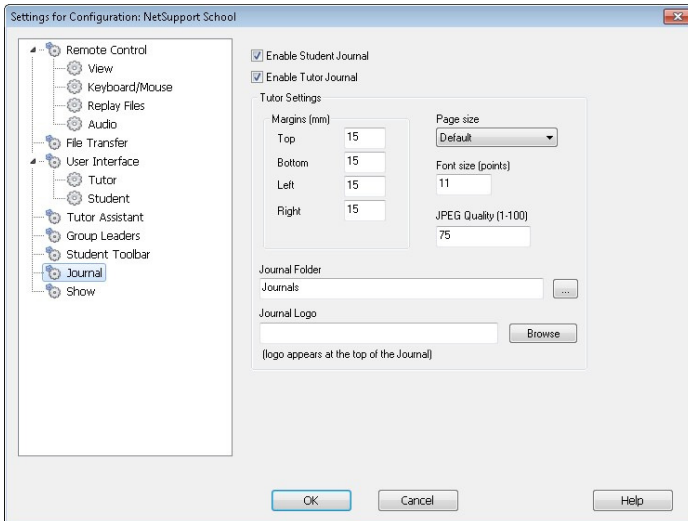 Settings for Configuration: NetSupport School
Remote Control
View
Keyboard/Mouse
Replay Files
Audio
File Transfer
User Interface
Tutor
Student
Tutor Assistant
Group Leaders
Student Toolbar
Journal
Show
Enable Student Journal
Enable Tutor Journal
Tutor Settings
Margins (mm)
Top 15
Bottom 15
Left 15
Right 15
Page size
Default
Font size (points)
11
JPEG Quality (1-100)
75
Journal Folder
Journals
...
Journal Logo
Browse
(logo appears at the top of the Journal)
OK Cancel Help